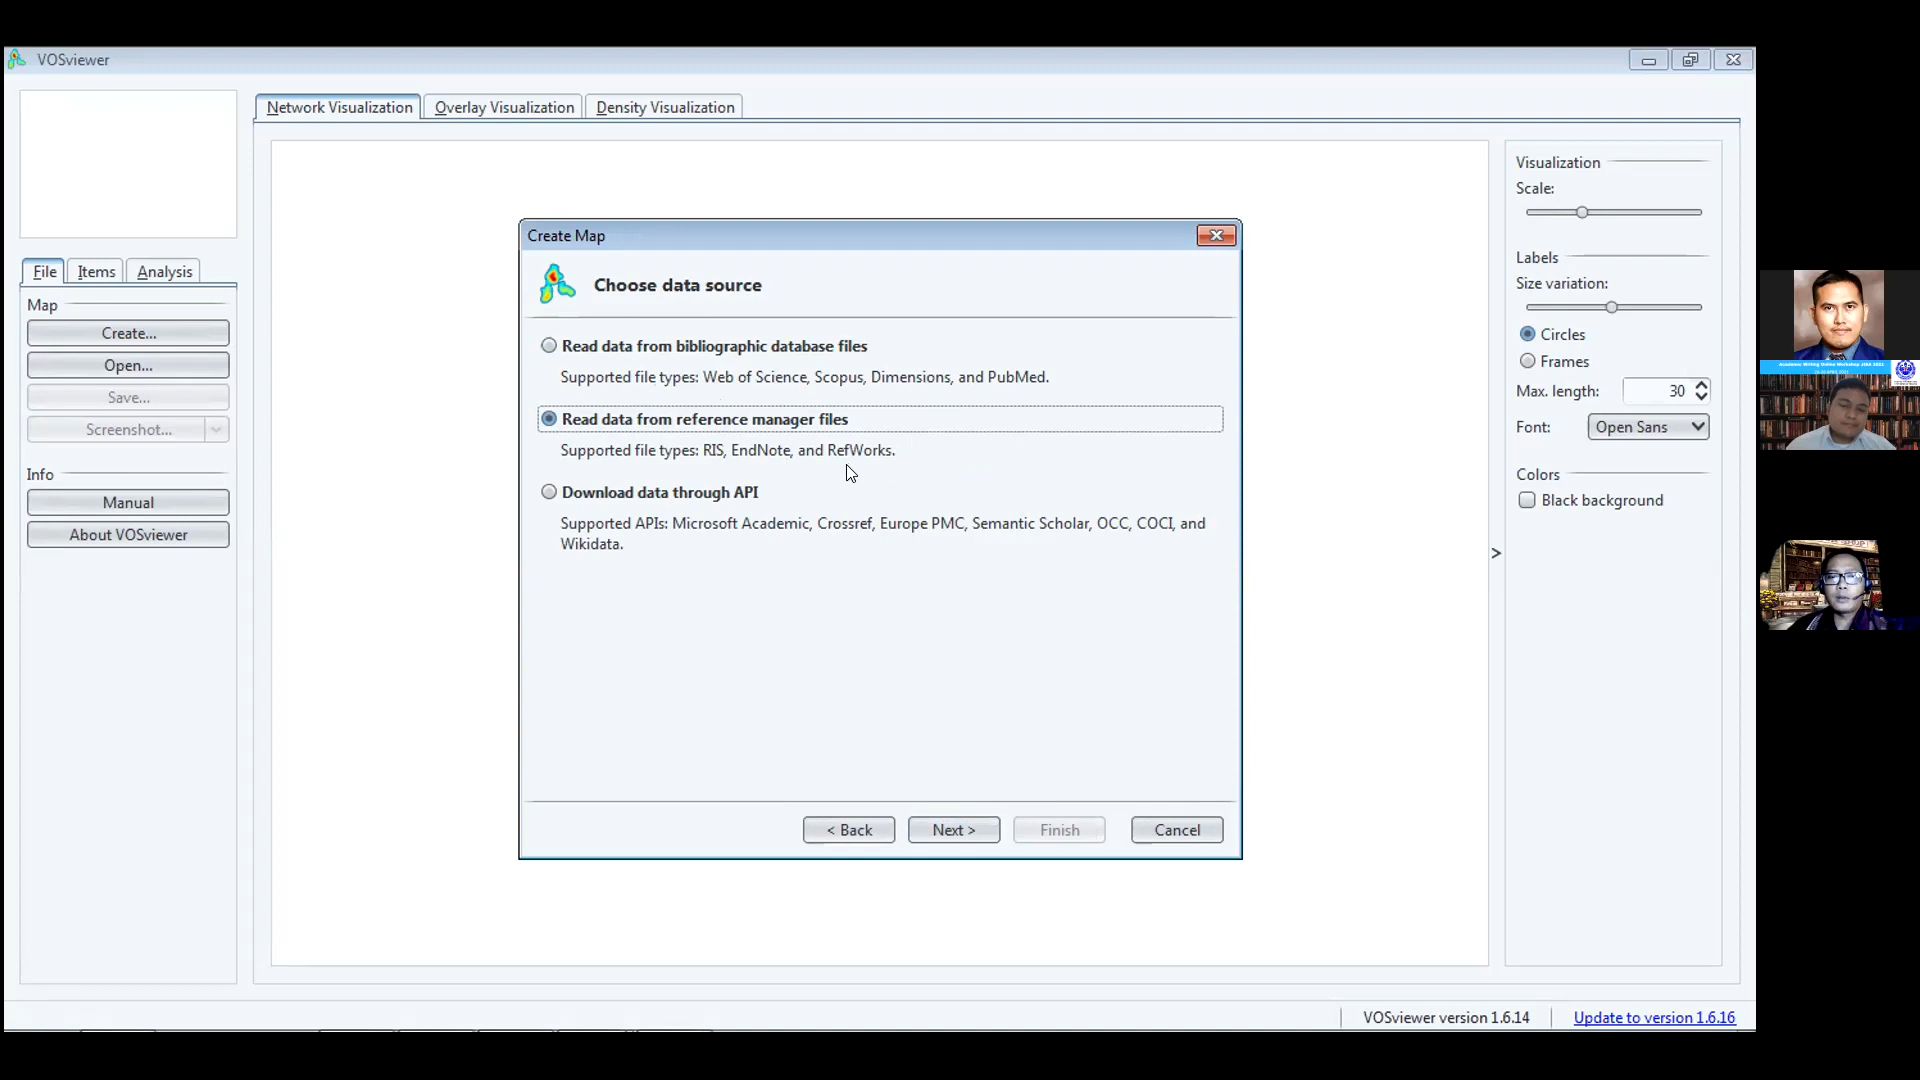 VOSviewer
Network Visualization
Overlay Visualization
Density Visualization
File
Items
Analysis
Map
Create...
Open...
Save...
Screenshot...
Info
Manual
About VOSviewer
Create Map
Choose data source
Read data from bibliographic database files
Supported file types: Web of Science, Scopus, Dimensions, and PubMed.
Read data from reference manager files
Supported file types: RIS, EndNote, and RefWorks.
Download data through API
Supported APIs: Microsoft Academic, Crossref, Europe PMC, Semantic Scholar, OCC, COCI, and
Wikidata.
< Back
Next >
Finish
Cancel
>
Visualization
Scale:
Labels
Size variation:
Circles
Frames
Max. length:
30
Font:
Open Sans
Colors
Black background
Academic Writing Online Workshop
VOSviewer version 1.6.14
Update to version 1.6.16